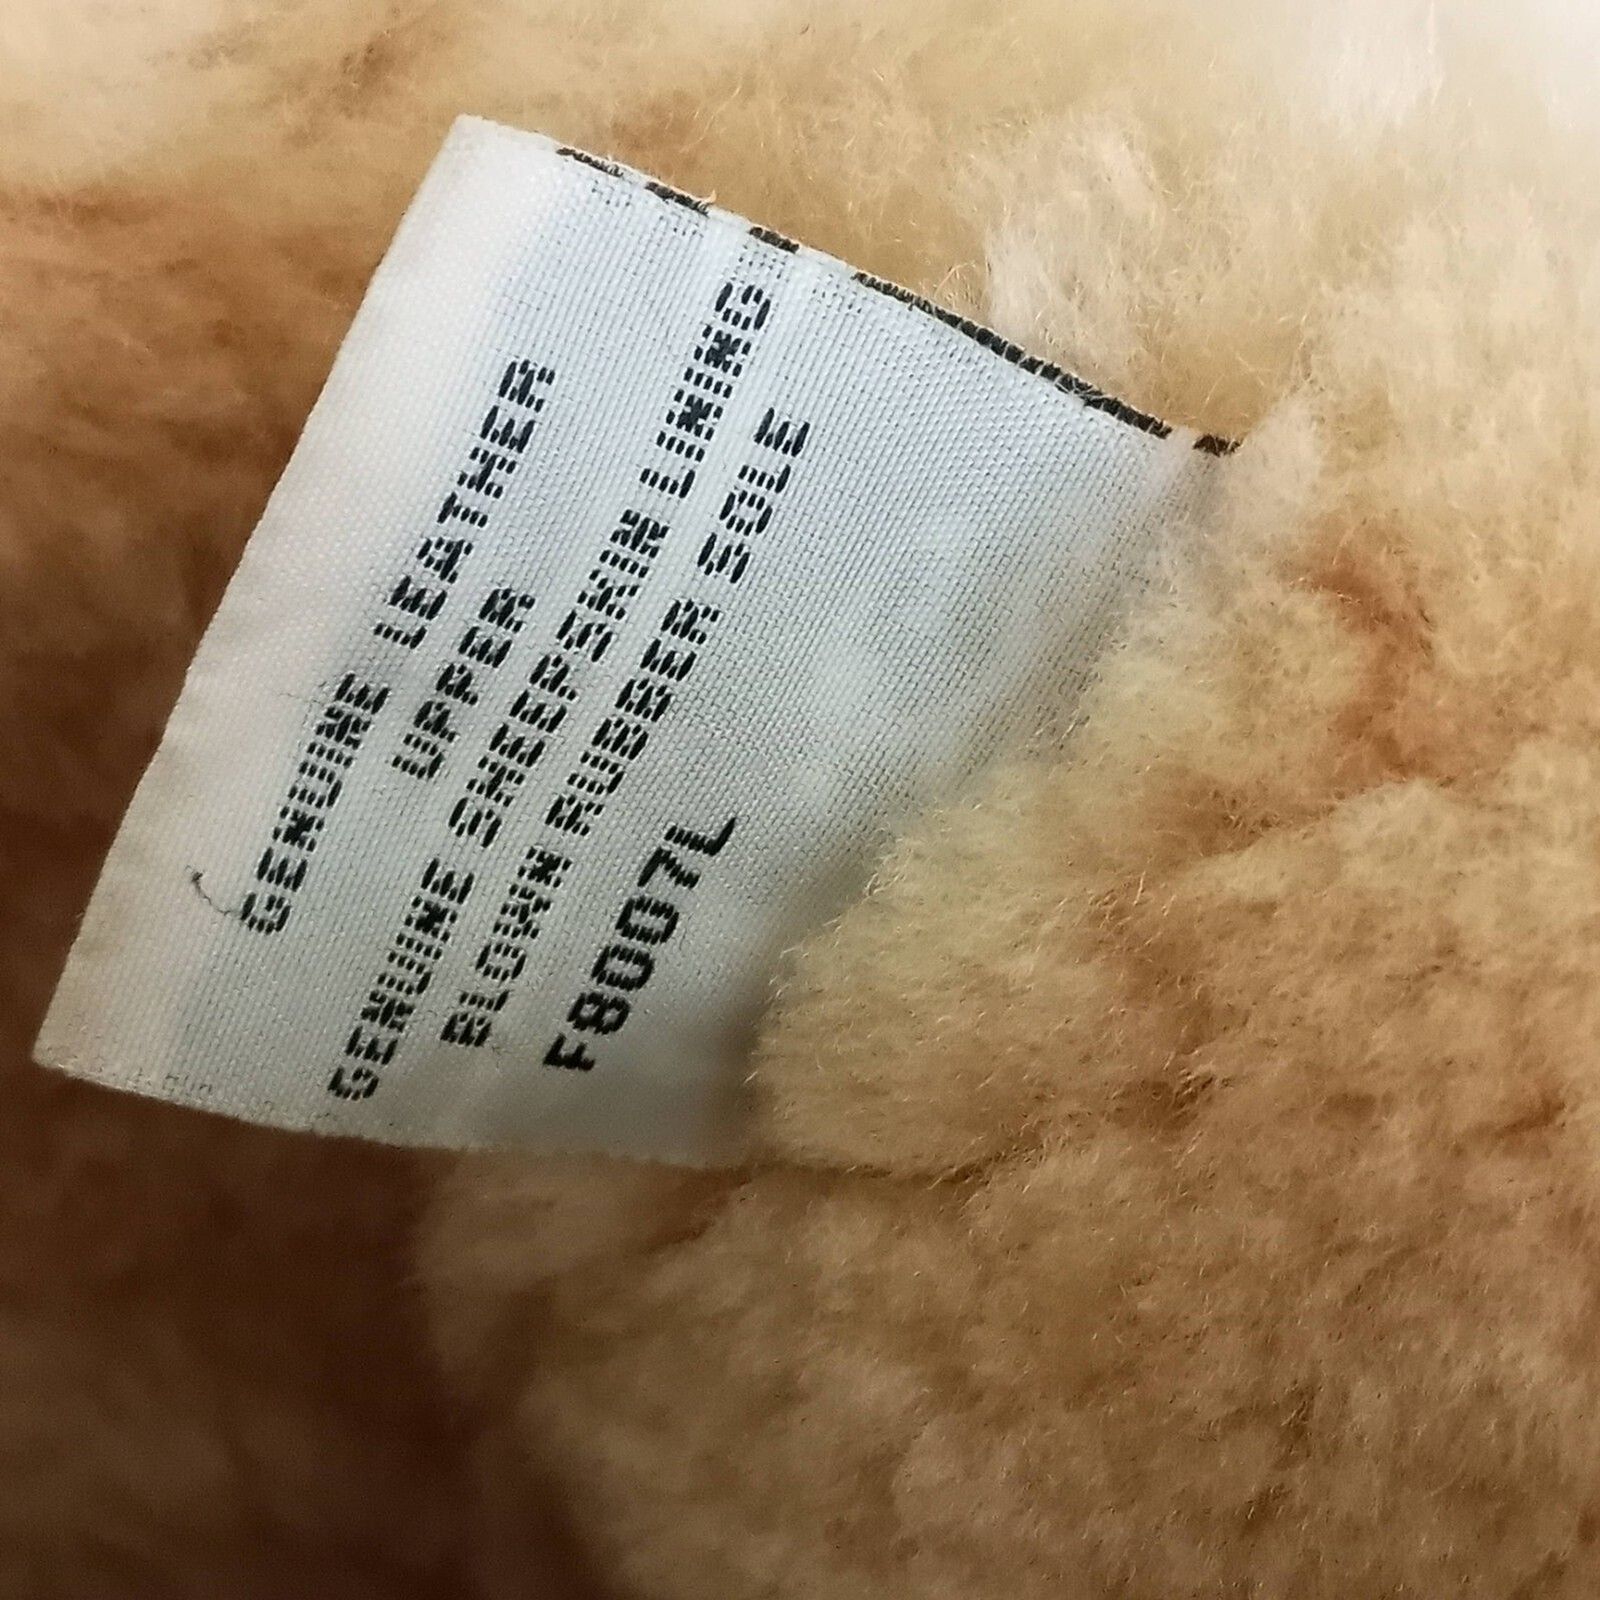 GENUINE LEATHER
UPPER
GENUINE SHEEPSKIN LINING
BLOWN RUBBER SOLE
F8007L